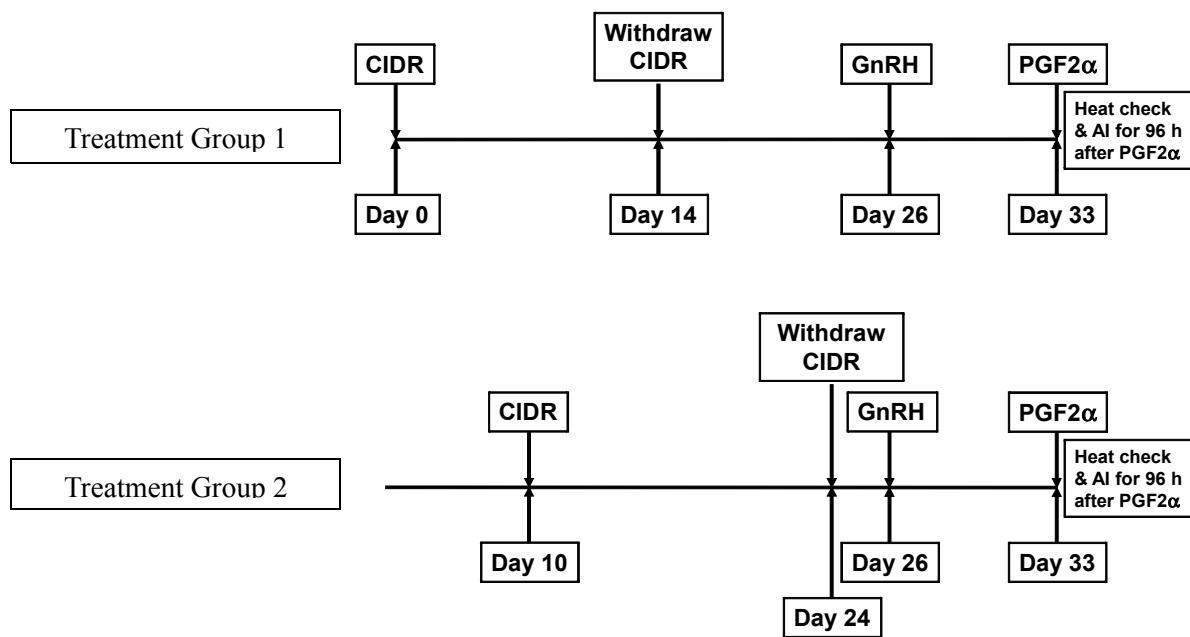 Withdraw
CIDR
CIDR
GnRH
PGF2α
Treatment Group 1
Heat check
& AI for 96 h
after PGF2α
Day 0
Day 14
Day 26
Day 33
Withdraw
CIDR
CIDR
GnRH
PGF2α
Treatment Group 2
Heat check
& AI for 96 h
after PGF2α
Day 10
Day 26
Day 33
Day 24